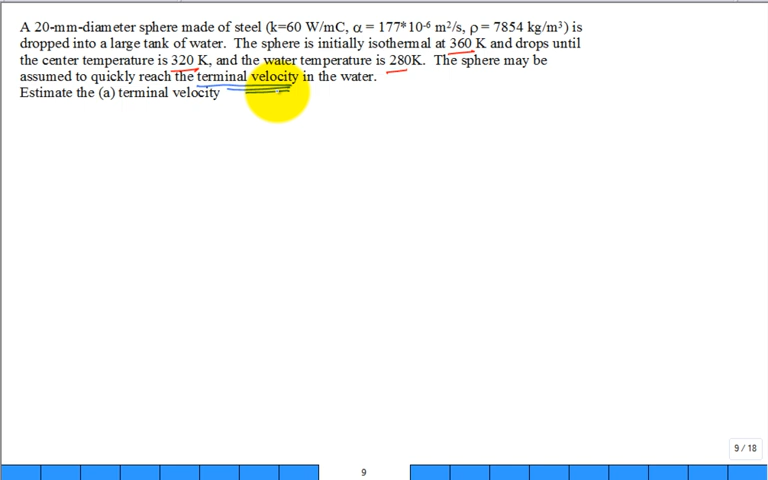 A 20-mm-diameter sphere made of steel (k=60 W/mC, α = 177*10⁻⁶ m²/s, ρ = 7854 kg/m³) is
dropped into a large tank of water.  The sphere is initially isothermal at 360 K and drops until
the center temperature is 320 K, and the water temperature is 280K.  The sphere may be
assumed to quickly reach the terminal velocity in the water.
Estimate the (a) terminal velocity
9 / 18
9